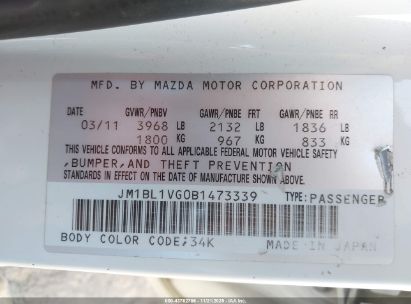 MFD. BY MAZDA MOTOR CORPORATION
DATE GVWR/PNBV GAWR/PNBE FRT GAWR/PNBE RR
03/11 3968 LB 2132 LB 1836 LB
1800 KG 967 KG 833 KG
THIS VEHICLE CONFORMS TO ALL APPLICABLE FEDERAL MOTOR VEHICLE SAFETY
,BUMPER,AND THEFT PREVENTION
STANDARDS IN EFFECT ON THE DATE OF MANUFACTURE SHOWN ABOVE.
JM1BL1VG0B1473339 TYPE:PASSENGER
BODY COLOR CODE:34K MADE IN JAPAN